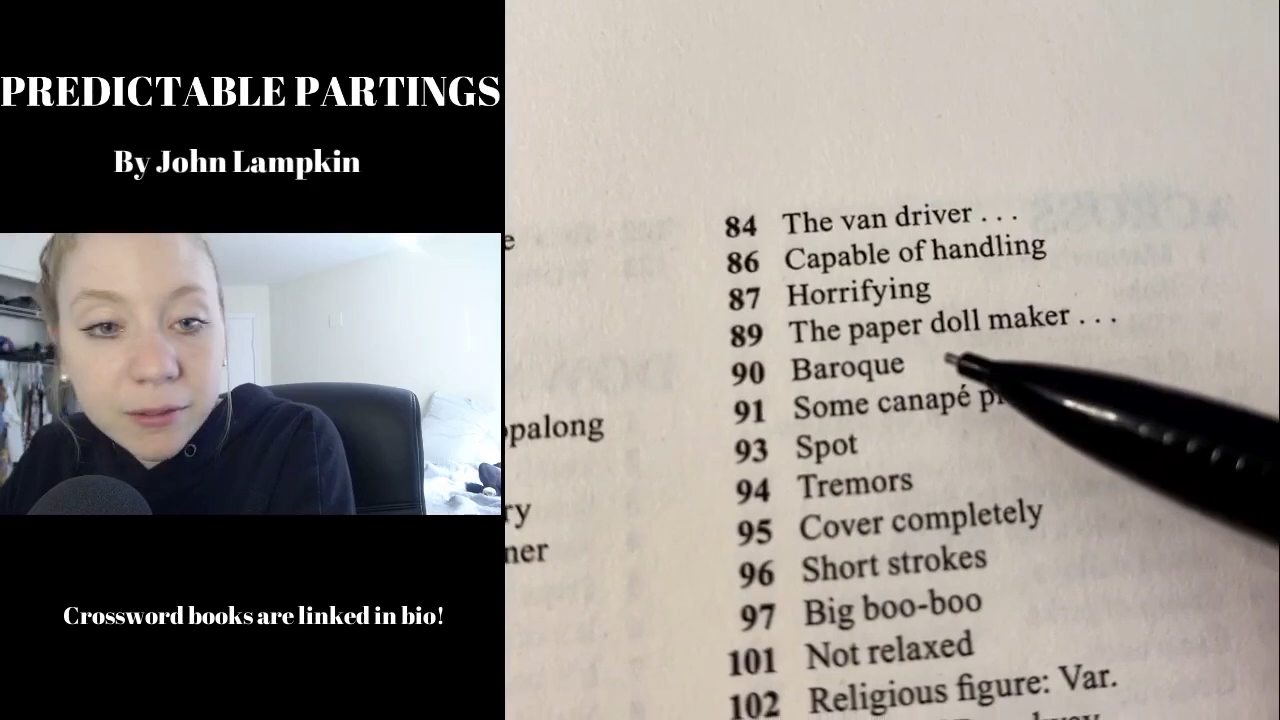 PREDICTABLE PARTINGS
By John Lampkin
Crossword books are linked in bio!
palong
84 The van driver . . .
86 Capable of handling
87 Horrifying
89 The paper doll maker . . .
90 Baroque
91 Some canapé
93 Spot
94 Tremors
95 Cover completely
96 Short strokes
97 Big boo-boo
101 Not relaxed
102 Religious figure: Var.